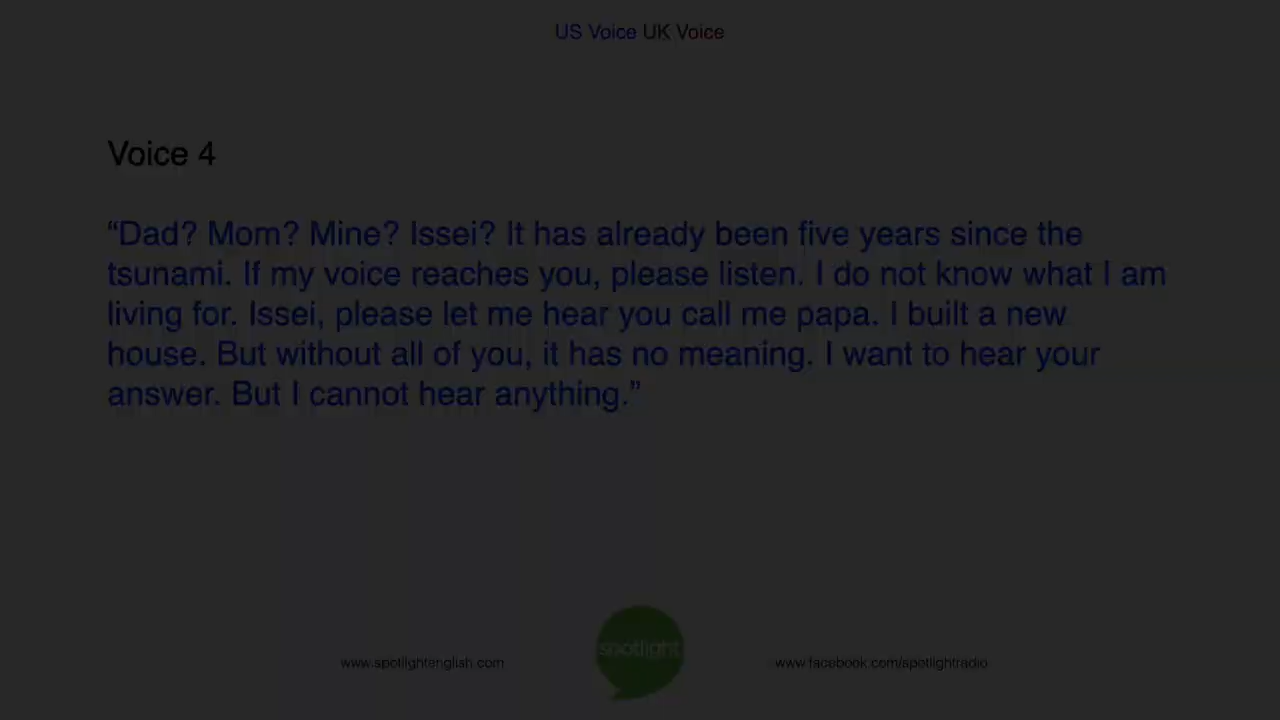 US Voice UK Voice
Voice 4
“Dad? Mom? Mine? Issei? It has already been five years since the
tsunami. If my voice reaches you, please listen. I do not know what I am
living for. Issei, please let me hear you call me papa. I built a new
house. But without all of you, it has no meaning. I want to hear your
answer. But I cannot hear anything.”
spotlight
www.spotlightenglish.com
www.facebook.com/spotlightradio